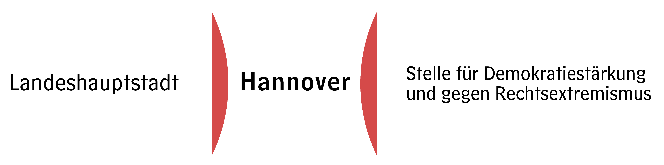 Landeshauptstadt Hannover
Stelle für Demokratiestärkung
und gegen Rechtsextremismus